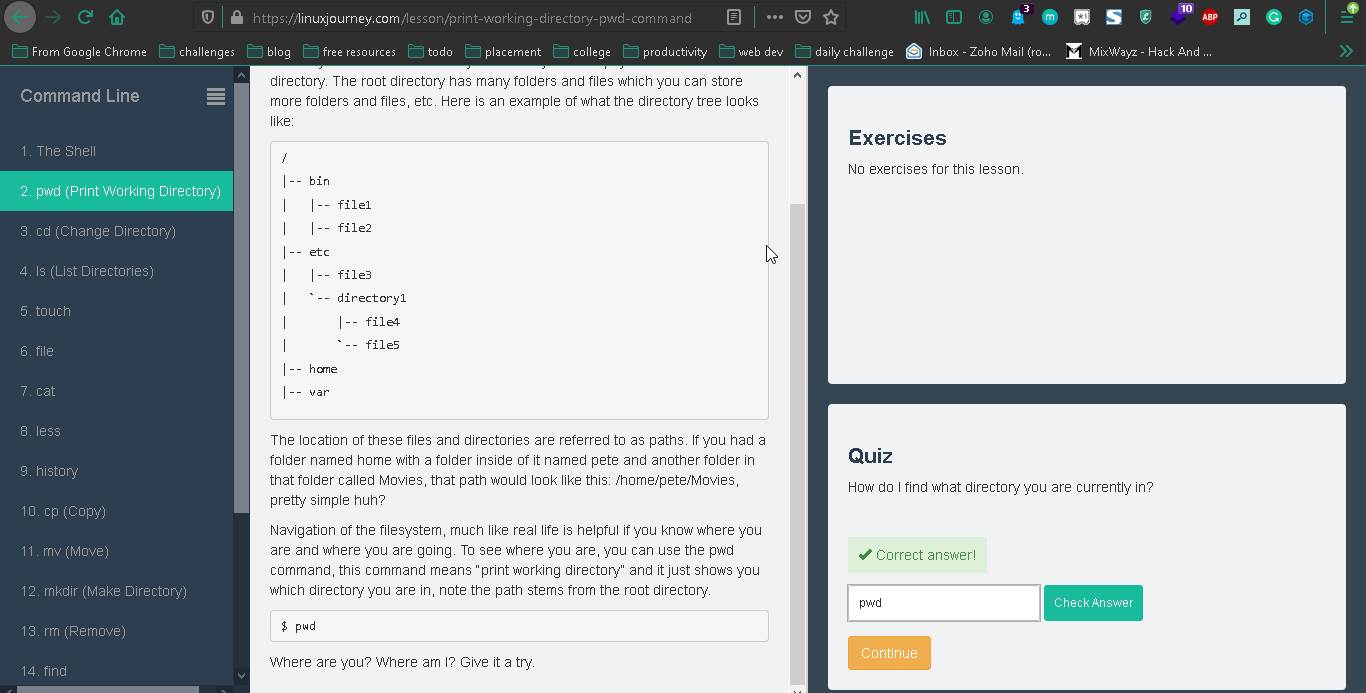 https://linuxjourney.com/lesson/print-working-directory-pwd-command
3
10
ABP
From Google Chrome
challenges
blog
free resources
todo
placement
college
productivity
web dev
daily challenge
Inbox - Zoho Mail (ro...
MixWayz - Hack And ...
Command Line
1. The Shell
2. pwd (Print Working Directory)
3. cd (Change Directory)
4. ls (List Directories)
5. touch
6. file
7. cat
8. less
9. history
10. cp (Copy)
11. mv (Move)
12. mkdir (Make Directory)
13. rm (Remove)
14. find
directory. The root directory has many folders and files which you can store
more folders and files, etc. Here is an example of what the directory tree looks
like:
/
|-- bin
|   |-- file1
|   |-- file2
|-- etc
|   |-- file3
|   `-- directory1
|       |-- file4
|       `-- file5
|-- home
|-- var
The location of these files and directories are referred to as paths. If you had a
folder named home with a folder inside of it named pete and another folder in
that folder called Movies, that path would look like this: /home/pete/Movies,
pretty simple huh?
Navigation of the filesystem, much like real life is helpful if you know where you
are and where you are going. To see where you are, you can use the pwd
command, this command means "print working directory" and it just shows you
which directory you are in, note the path stems from the root directory.
$ pwd
Where are you? Where am I? Give it a try.
Exercises
No exercises for this lesson.
Quiz
How do I find what directory you are currently in?
✔ Correct answer!
pwd
Check Answer
Continue